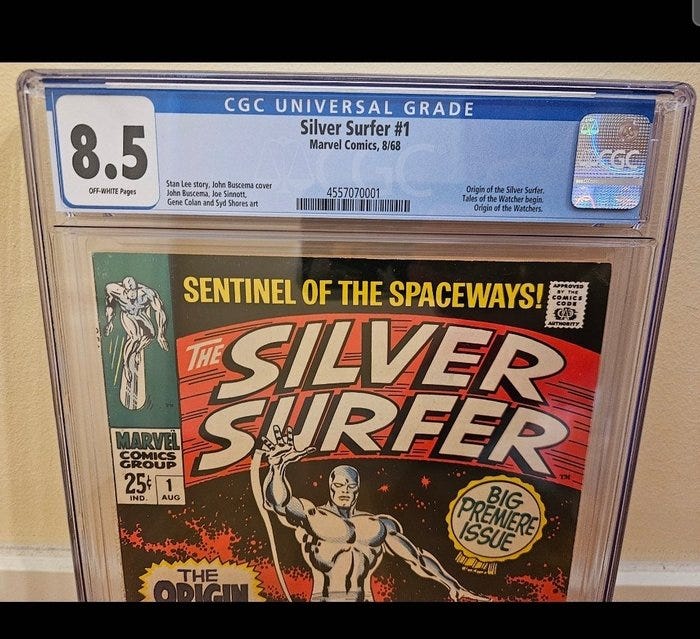 CGC UNIVERSAL GRADE
Silver Surfer #1
Marvel Comics, 8/68
8.5
OFF-WHITE Pages
Stan Lee story, John Buscema cover
John Buscema, Joe Sinnott,
Gene Colan and Syd Shores art
4557070001
Origin of the Silver Surfer.
Tales of the Watcher begin.
Origin of the Watchers.
CGC
SENTINEL OF THE SPACEWAYS!
APPROVED
BY THE
COMICS
CODE
AUTHORITY
THE
SILVER
SURFER
TM
MARVEL
COMICS
GROUP
25¢
IND.
1
AUG
BIG
PREMIERE
ISSUE
THE
ORIGIN